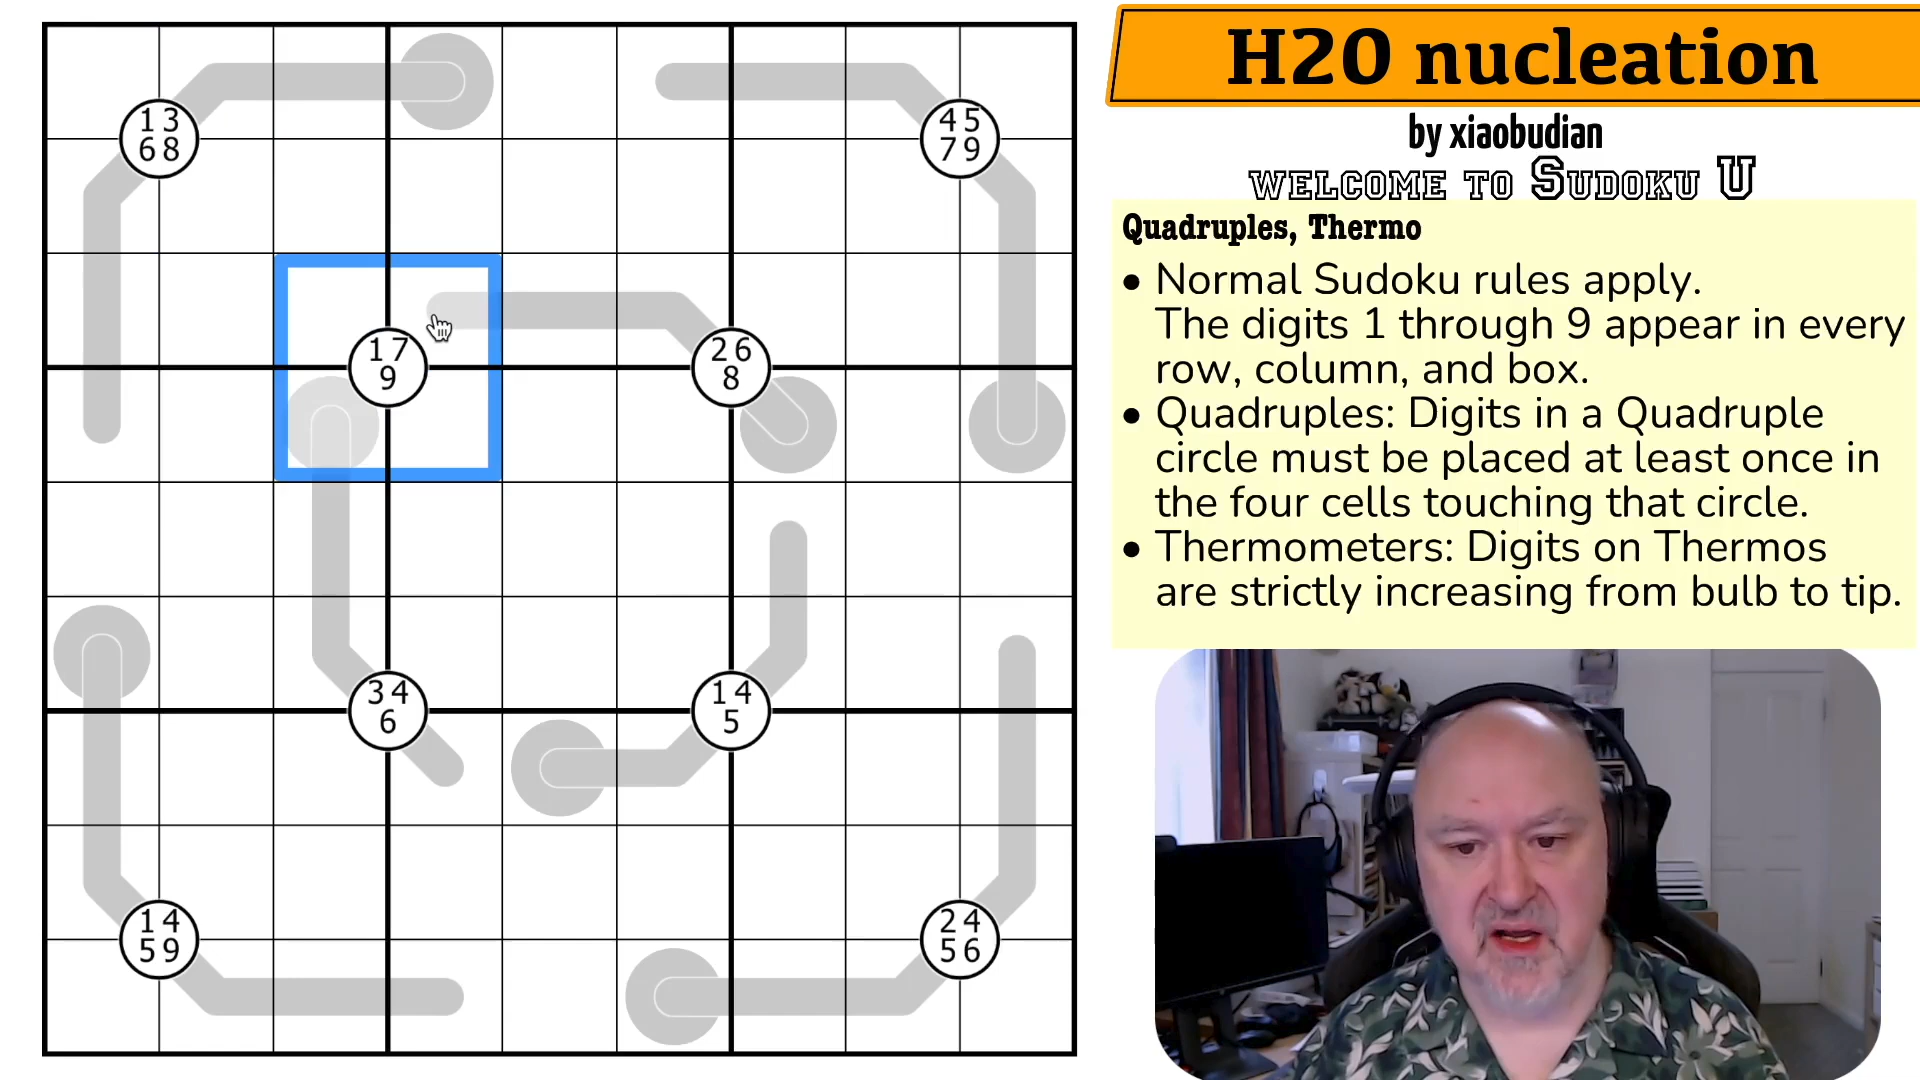 H2O nucleation
by xiaobudian
WELCOME TO SUDOKU U
Quadruples, Thermo
• Normal Sudoku rules apply.
The digits 1 through 9 appear in every
row, column, and box.
• Quadruples: Digits in a Quadruple
circle must be placed at least once in
the four cells touching that circle.
• Thermometers: Digits on Thermos
are strictly increasing from bulb to tip.
1 3
6 8
4 5
7 9
1 7
9
2 6
8
3 4
6
1 4
5
1 4
5 9
2 4
5 6